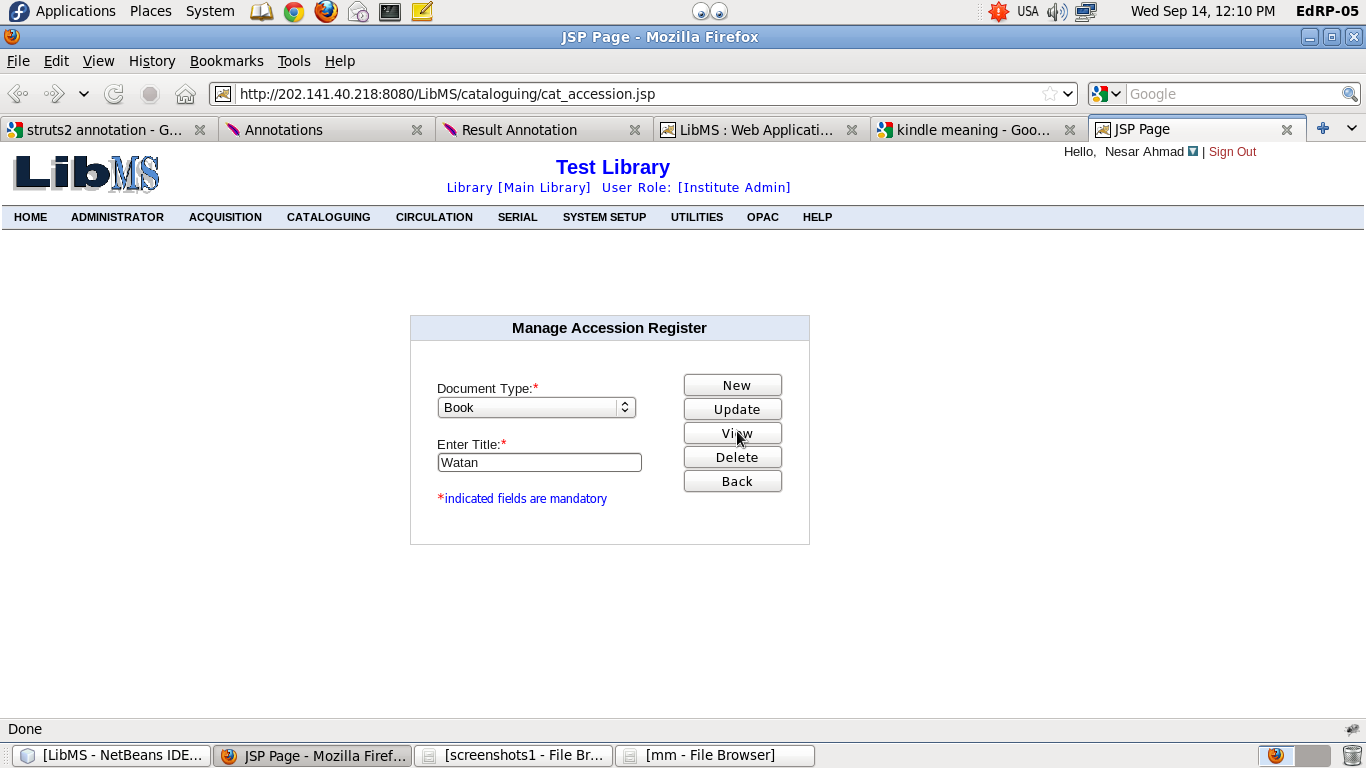 Applications Places System USA Wed Sep 14, 12:10 PM EdRP-05
JSP Page - Mozilla Firefox
File Edit View History Bookmarks Tools Help
http://202.141.40.218:8080/LibMS/cataloguing/cat_accession.jsp Google
struts2 annotation - G... Annotations Result Annotation LibMS : Web Applicati... kindle meaning - Goo... JSP Page
Hello, Nesar Ahmad | Sign Out
LibMS
Test Library
Library [Main Library] User Role: [Institute Admin]
HOME ADMINISTRATOR ACQUISITION CATALOGUING CIRCULATION SERIAL SYSTEM SETUP UTILITIES OPAC HELP
Manage Accession Register
Document Type:*
Book
Enter Title:*
Watan
*indicated fields are mandatory
New
Update
View
Delete
Back
Done
[LibMS - NetBeans IDE... JSP Page - Mozilla Firef... [screenshots1 - File Br... [mm - File Browser]